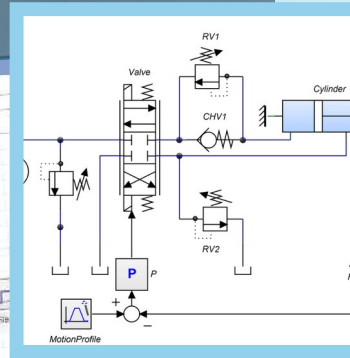 RV1
Valve
Cylinder
CHV1
RV2
P
P
+
−
MotionProfile